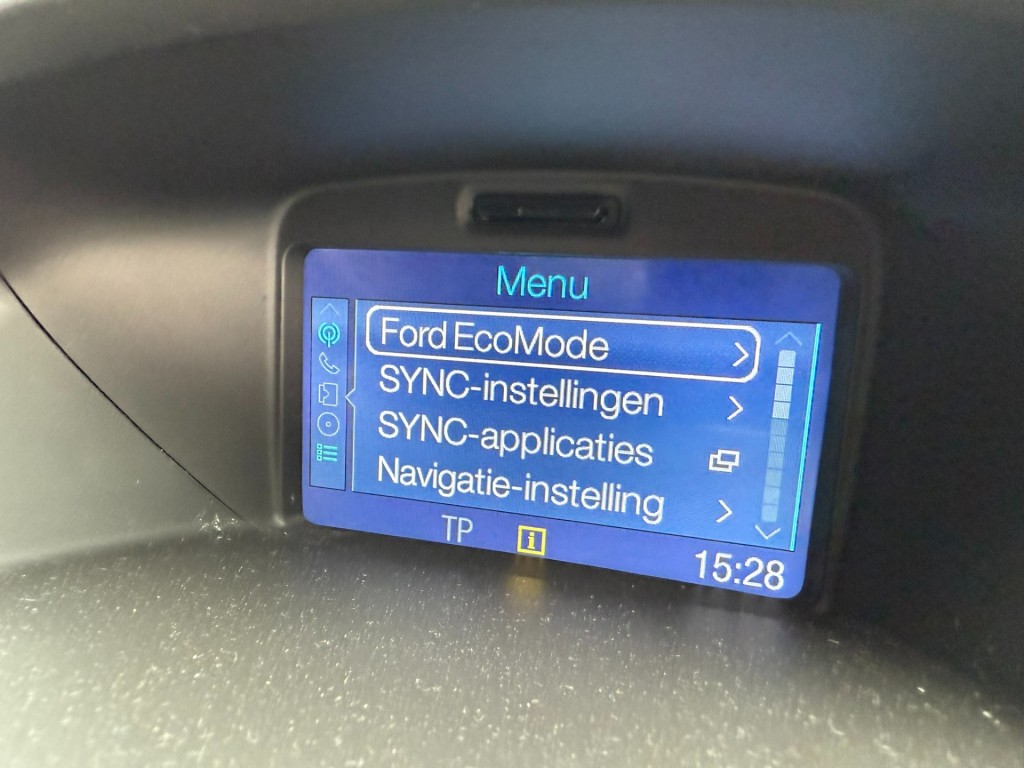 Menu
Ford EcoMode
SYNC-instellingen
SYNC-applicaties
Navigatie-instelling
TP
i
15:28